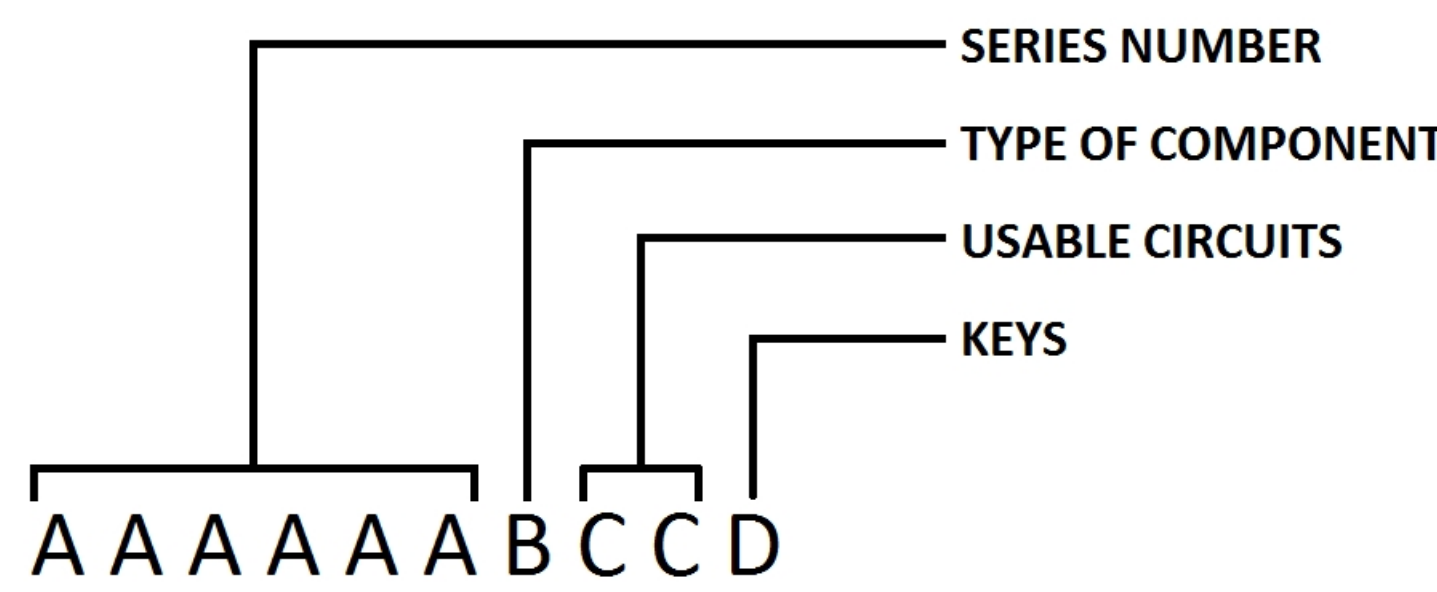 SERIES NUMBER
TYPE OF COMPONENT
USABLE CIRCUITS
KEYS
A A A A A A B C C D